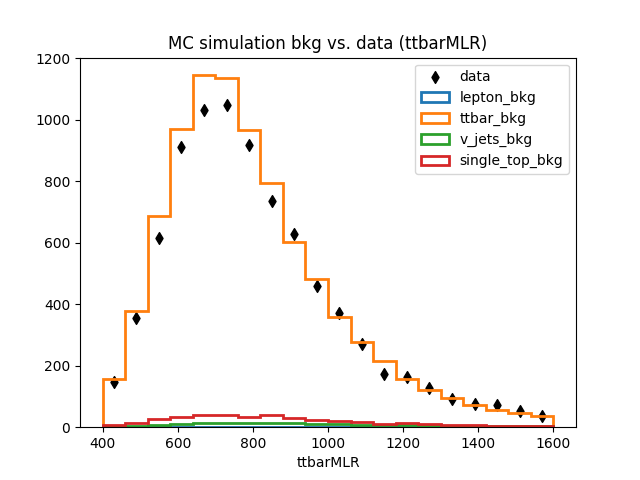 MC simulation bkg vs. data (ttbarMLR)
data
lepton_bkg
ttbar_bkg
v_jets_bkg
single_top_bkg
1200
1000
800
600
400
200
0
400 600 800 1000 1200 1400 1600
ttbarMLR